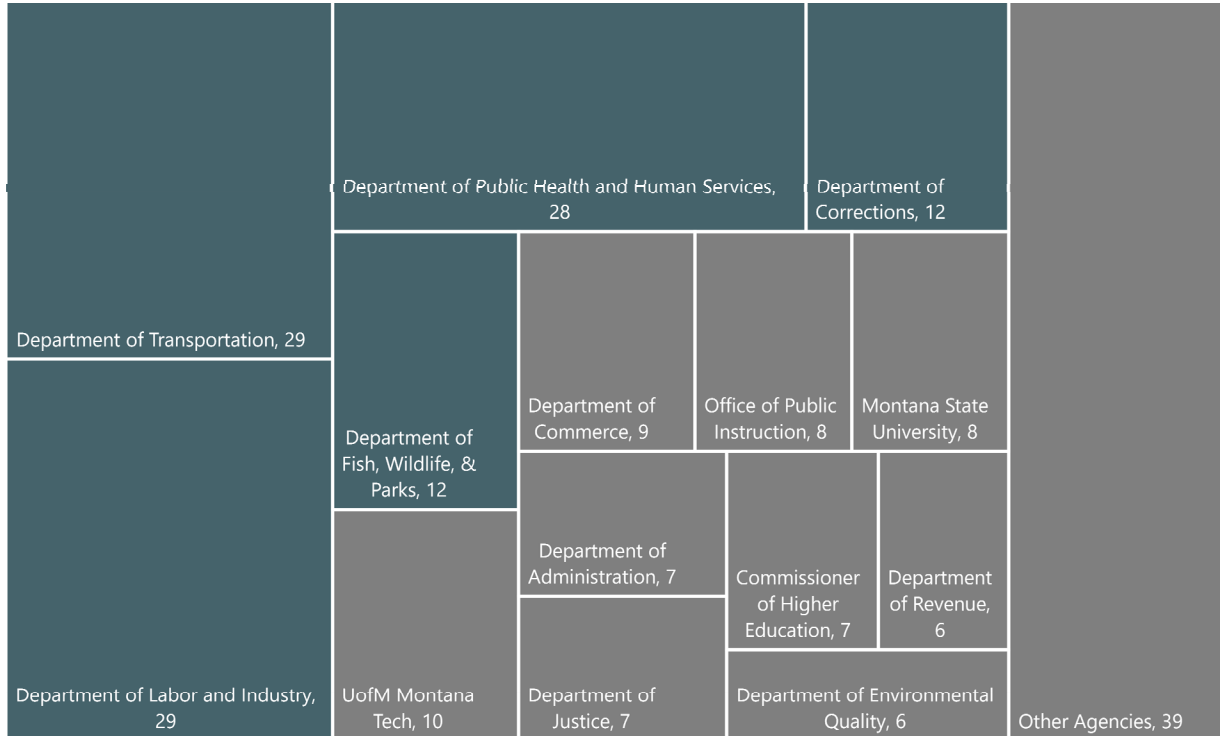 Department of Transportation, 29
Department of Labor and Industry,
29
Department of Public Health and Human Services,
28
Department of
Corrections, 12
Department of
Fish, Wildlife, &
Parks, 12
UofM Montana
Tech, 10
Department of
Commerce, 9
Office of Public
Instruction, 8
Montana State
University, 8
Department of
Administration, 7
Department of
Justice, 7
Commissioner
of Higher
Education, 7
Department
of Revenue,
6
Department of Environmental
Quality, 6
Other Agencies, 39